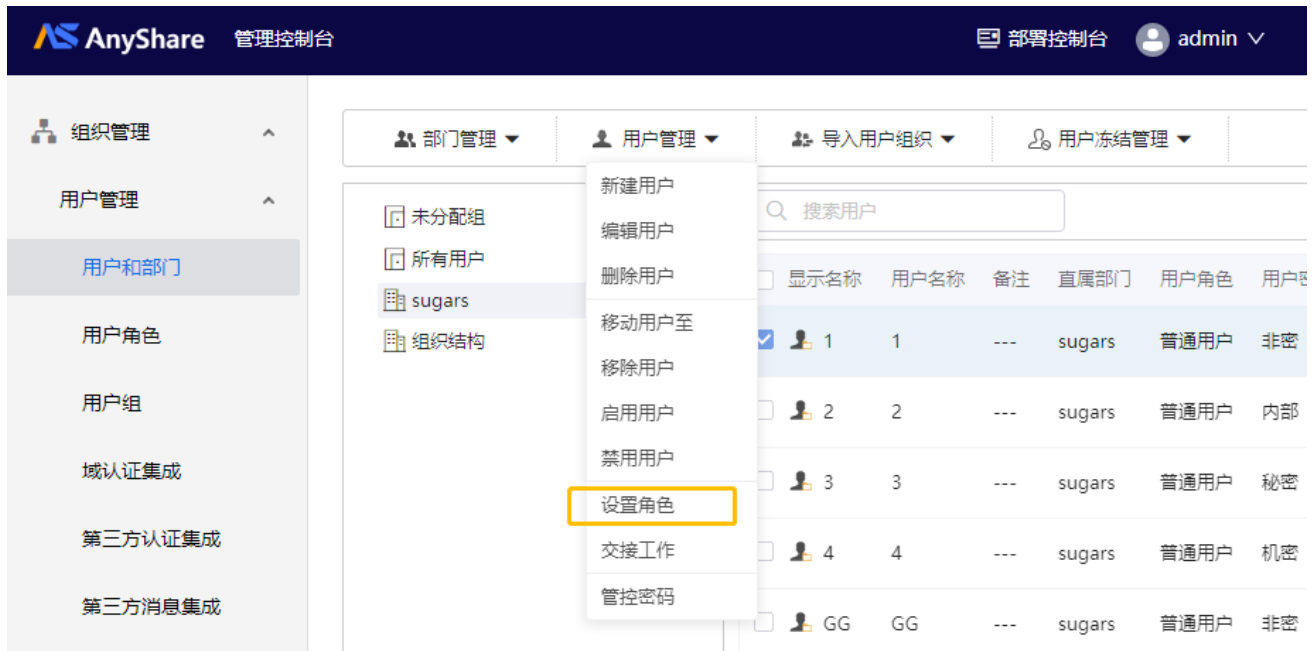 AnyShare 管理控制台 部署控制台 admin
组织管理
用户管理
用户和部门
用户角色
用户组
域认证集成
第三方认证集成
第三方消息集成
部门管理 用户管理 导入用户组织 用户冻结管理
未分配组
所有用户
sugars
组织结构
新建用户
编辑用户
删除用户
移动用户至
移除用户
启用用户
禁用用户
设置角色
交接工作
管控密码
搜索用户
显示名称 用户名称 备注 直属部门 用户角色 用户密
1 1 --- sugars 普通用户 非密
2 2 --- sugars 普通用户 内部
3 3 --- sugars 普通用户 秘密
4 4 --- sugars 普通用户 机密
GG GG --- sugars 普通用户 非密